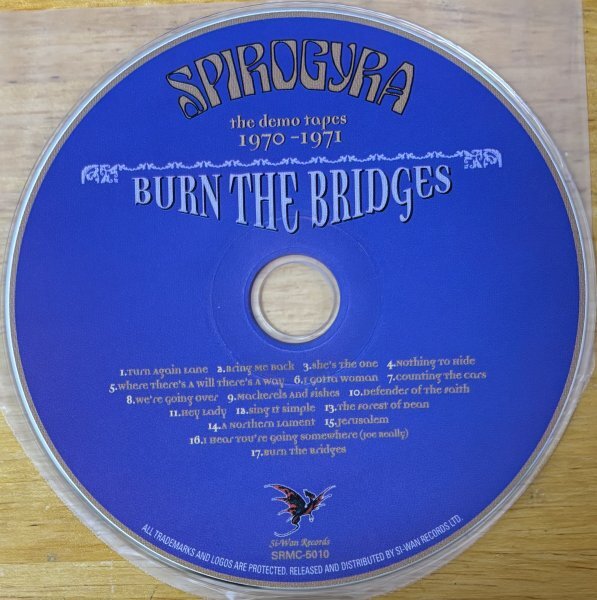 SPIROGYRA
the demo tapes
1970-1971
BURN THE BRIDGES
1.Turn Again Lane 2.Bring Me Back 3.She's The One 4.Nothing To Hide
5.Where There's A Will There's A Way 6.I Gotta Woman 7.Counting The Cars
8.We're Going Over 9.Mackerels And Fishes 10.Defender Of The Faith
11.Hey Lady 12.Sing It Simple 13.The Forest Of Dean
14.A Northern Lament 15.Jerusalem
16.I Hear You're Going Somewhere (Joe Really)
17.Burn The Bridges
Si-Wan Records
SRMC-5010
ALL TRADEMARKS AND LOGOS ARE PROTECTED. RELEASED AND DISTRIBUTED BY SI-WAN RECORDS LTD.